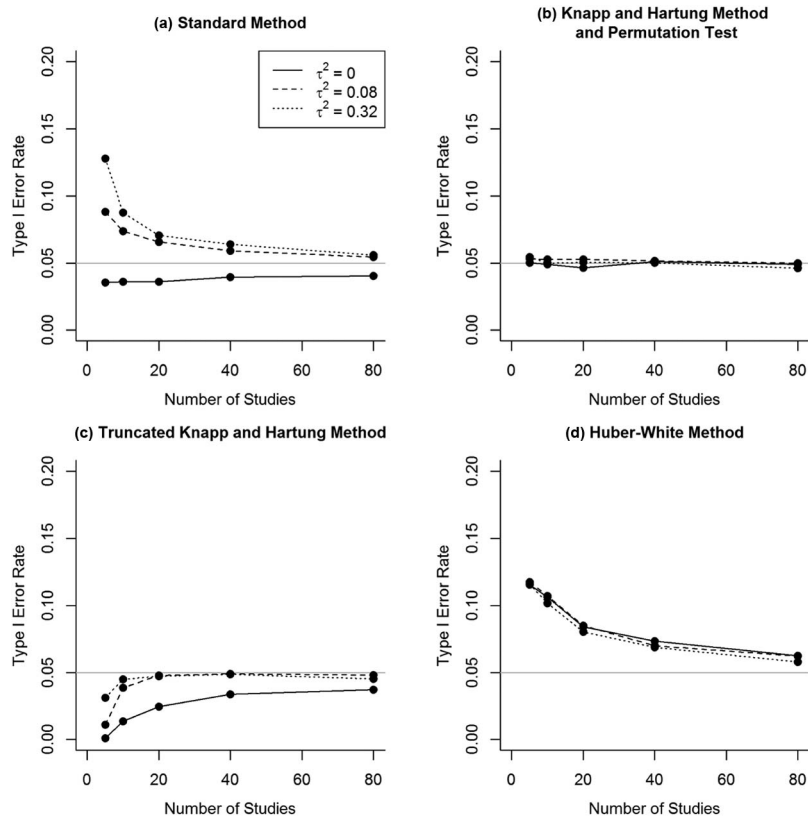 (a) Standard Method
Type I Error Rate
0.20
0.15
0.10
0.05
0.00
τ² = 0
τ² = 0.08
τ² = 0.32
0 20 40 60 80
Number of Studies
(b) Knapp and Hartung Method
and Permutation Test
Type I Error Rate
0.20
0.15
0.10
0.05
0.00
0 20 40 60 80
Number of Studies
(c) Truncated Knapp and Hartung Method
Type I Error Rate
0.20
0.15
0.10
0.05
0.00
0 20 40 60 80
Number of Studies
(d) Huber-White Method
Type I Error Rate
0.20
0.15
0.10
0.05
0.00
0 20 40 60 80
Number of Studies